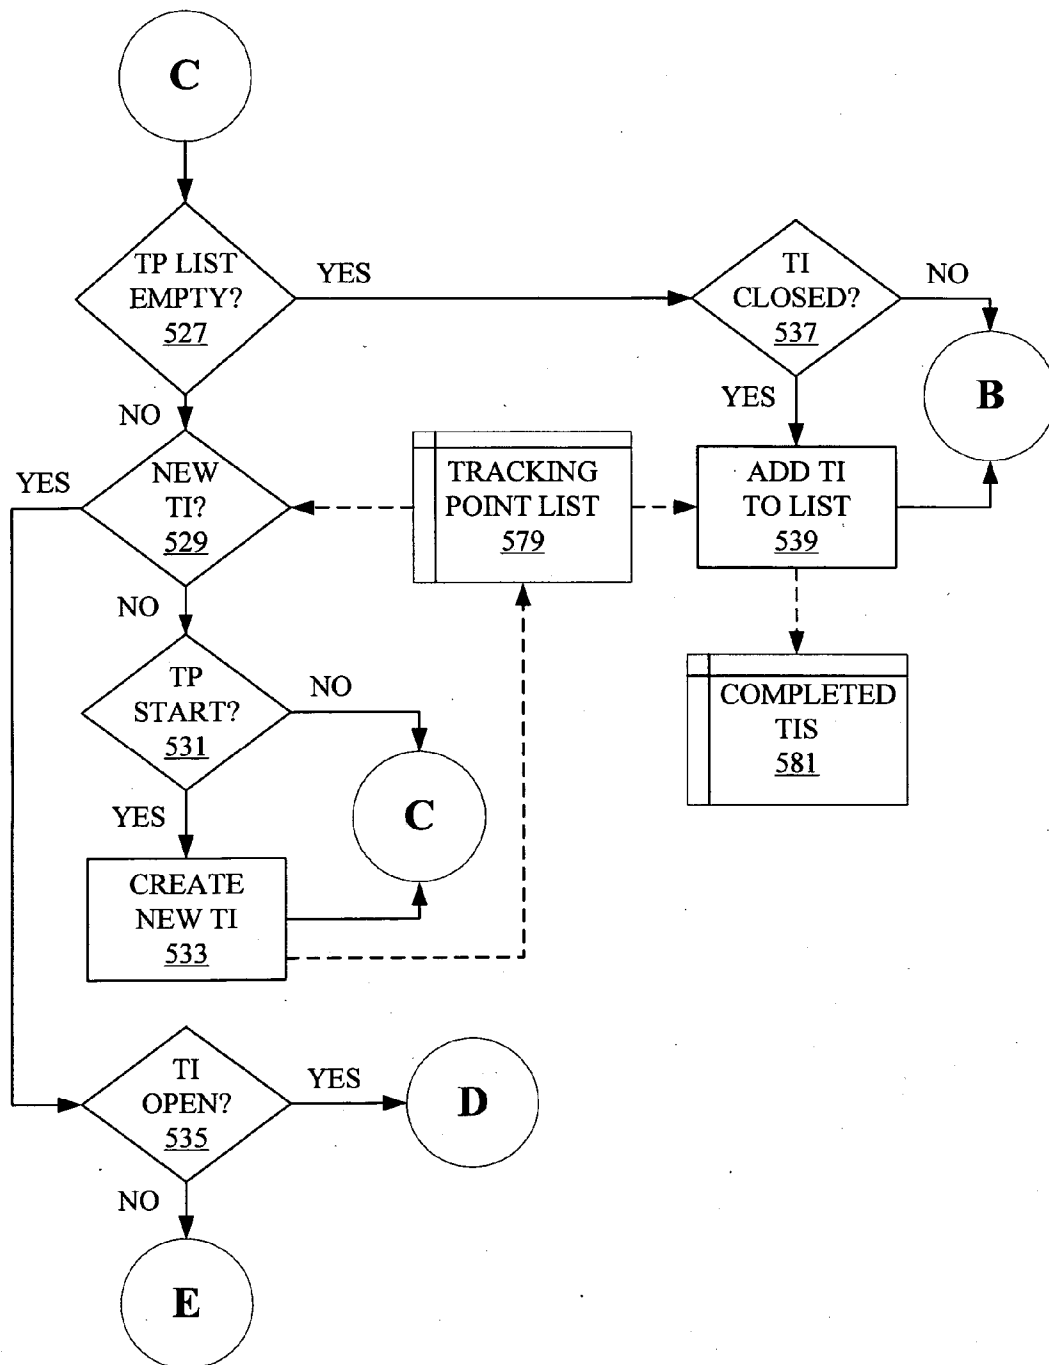 C
TP LIST
EMPTY?
527
YES
NO
TI
CLOSED?
537
NO
YES
B
YES
NEW
TI?
529
NO
TRACKING
POINT LIST
579
ADD TI
TO LIST
539
COMPLETED
TIS
581
TP
START?
531
NO
YES
C
CREATE
NEW TI
533
TI
OPEN?
535
YES
D
NO
E